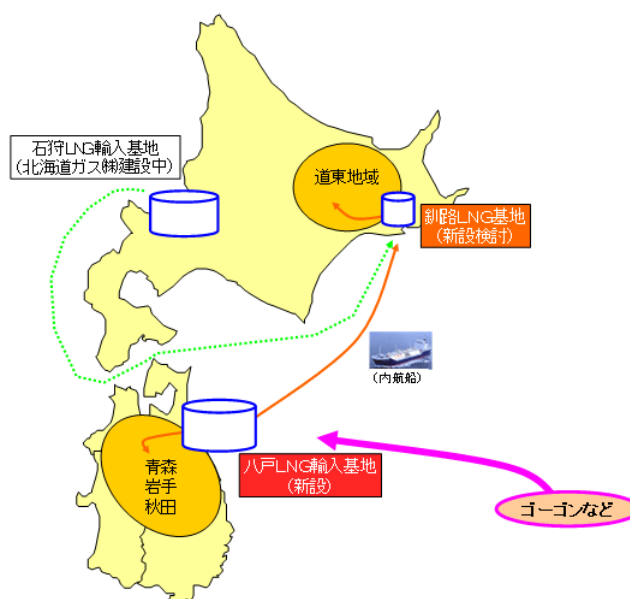 石狩LNG輸入基地
(北海道ガス㈱建設中)
道東地域
釧路LNG基地
(新設検討)
(内航船)
八戸LNG輸入基地
(新設)
青森
岩手
秋田
ゴーゴンなど